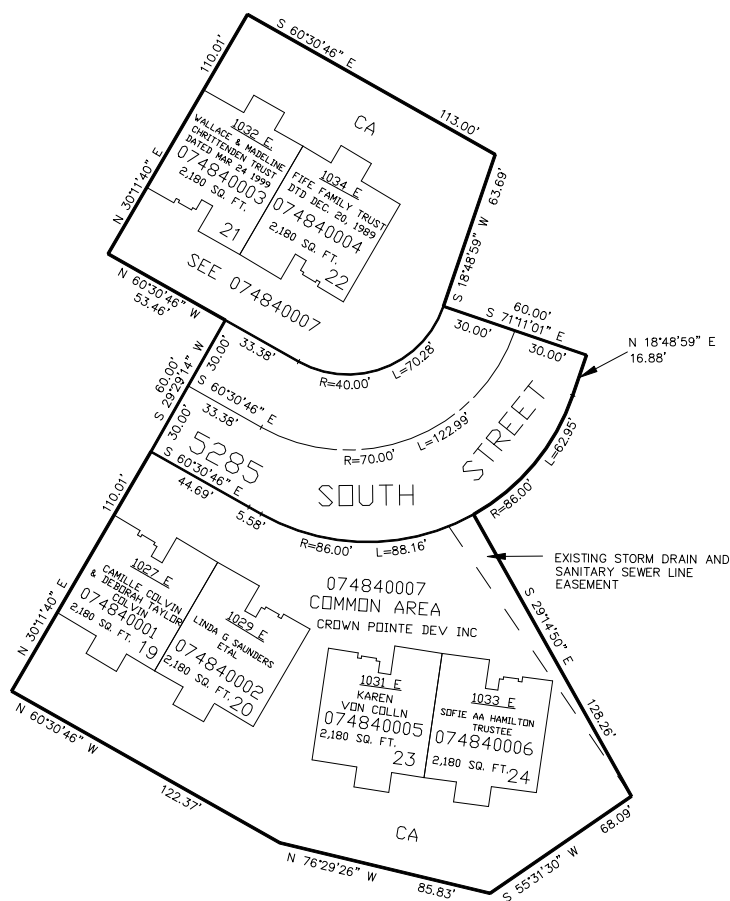 S 60°30'46" E
110.01'
113.00'
CA
1032 E
WALLACE & MADELINE
CHRITTENDEN TRUST
DATED MAR 24 1999
074840003
2,180 SQ. FT.
21
1034 E
FIFE FAMILY TRUST
DTD DEC. 20, 1989
074840004
2,180 SQ. FT.
22
63.69'
S 18°48'59" W
N 30°11'40" E
SEE 074840007
N 60°30'46" W
53.46'
33.38'
R=40.00'
L=70.28'
60.00'
S 71°11'01" E
30.00'
30.00'
N 18°48'59" E
16.88'
60.00'
S 29°29'14" W
30.00'
30.00'
S 60°30'46" E
33.38'
R=70.00'
L=122.99'
L=62.95'
R=86.00'
5285
SOUTH
STREET
S 60°30'46" E
44.69'
5.58'
R=86.00'
L=88.16'
110.01'
N 30°11'40" E
EXISTING STORM DRAIN AND
SANITARY SEWER LINE
EASEMENT
1027 E
CAMILLE COLVIN
& DEBORAH TAYLOR
COLVIN
074840001
2,180 SQ. FT.
19
1029 E
LINDA G SAUNDERS
ETAL
074840002
2,180 SQ. FT.
20
074840007
COMMON AREA
CROWN POINTE DEV INC
S 29°14'50" E
128.26'
1031 E
KAREN
VON COLLN
074840005
2,180 SQ. FT.
23
1033 E
SOFIE AA HAMILTON
TRUSTEE
074840006
2,180 SQ. FT.
24
N 60°30'46" W
122.37'
CA
N 76°29'26" W
85.83'
S 55°31'30" W
68.09'